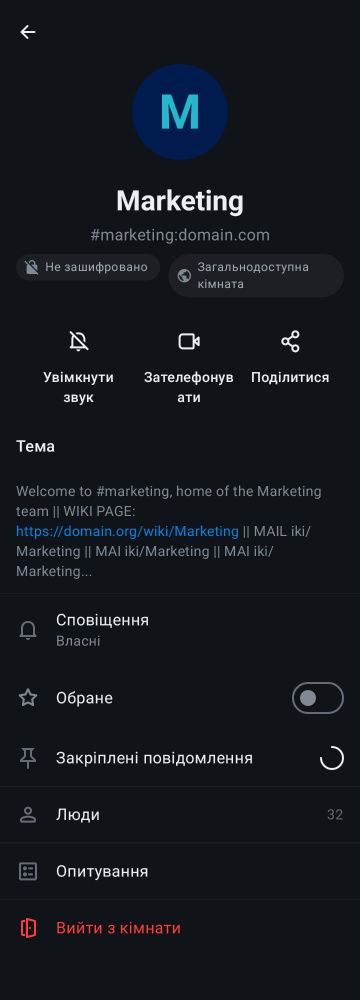 M
Marketing
#marketing:domain.com
Не зашифровано
Загальнодоступна
кімната
Увімкнути
звук
Зателефонув
ати
Поділитися
Тема
Welcome to #marketing, home of the Marketing
team || WIKI PAGE:
https://domain.org/wiki/Marketing || MAIL iki/
Marketing || MAI iki/Marketing || MAI iki/
Marketing...
Сповіщення
Власні
Обране
Закріплені повідомлення
Люди
32
Опитування
Вийти з кімнати